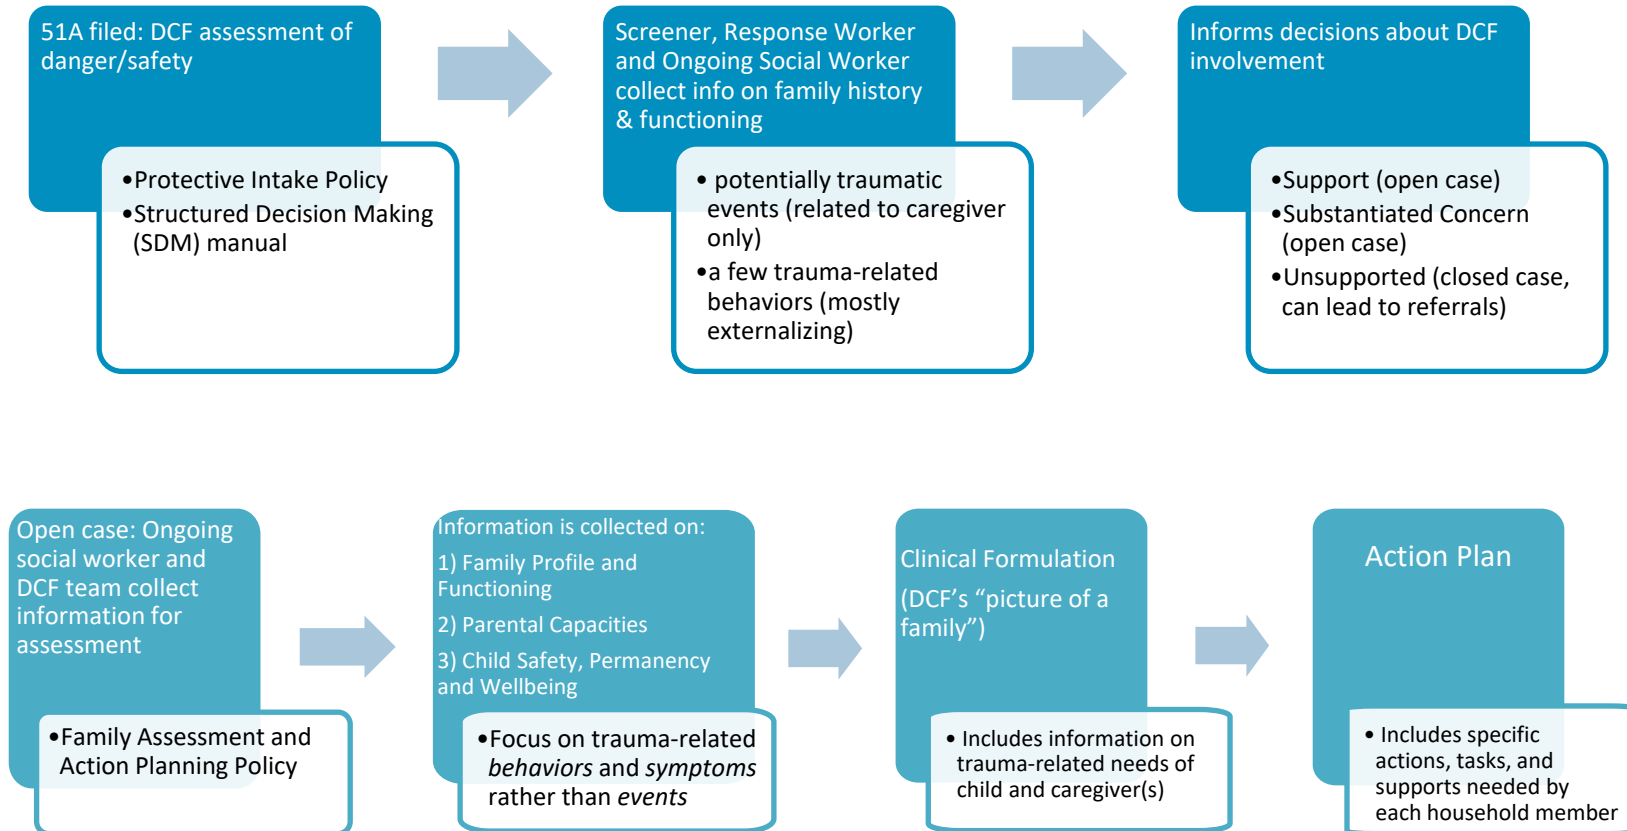 51A filed: DCF assessment of
danger/safety
•Protective Intake Policy
•Structured Decision Making
(SDM) manual
Screener, Response Worker
and Ongoing Social Worker
collect info on family history
& functioning
• potentially traumatic
events (related to caregiver
only)
•a few trauma-related
behaviors (mostly
externalizing)
Informs decisions about DCF
involvement
•Support (open case)
•Substantiated Concern
(open case)
•Unsupported (closed case,
can lead to referrals)
Open case: Ongoing
social worker and
DCF team collect
information for
assessment
•Family Assessment and
Action Planning Policy
Information is collected on:
1) Family Profile and
Functioning
2) Parental Capacities
3) Child Safety, Permanency
and Wellbeing
•Focus on trauma-related
behaviors and symptoms
rather than events
Clinical Formulation
(DCF’s “picture of a
family”)
• Includes information on
trauma-related needs of
child and caregiver(s)
Action Plan
• Includes specific
actions, tasks, and
supports needed by
each household member